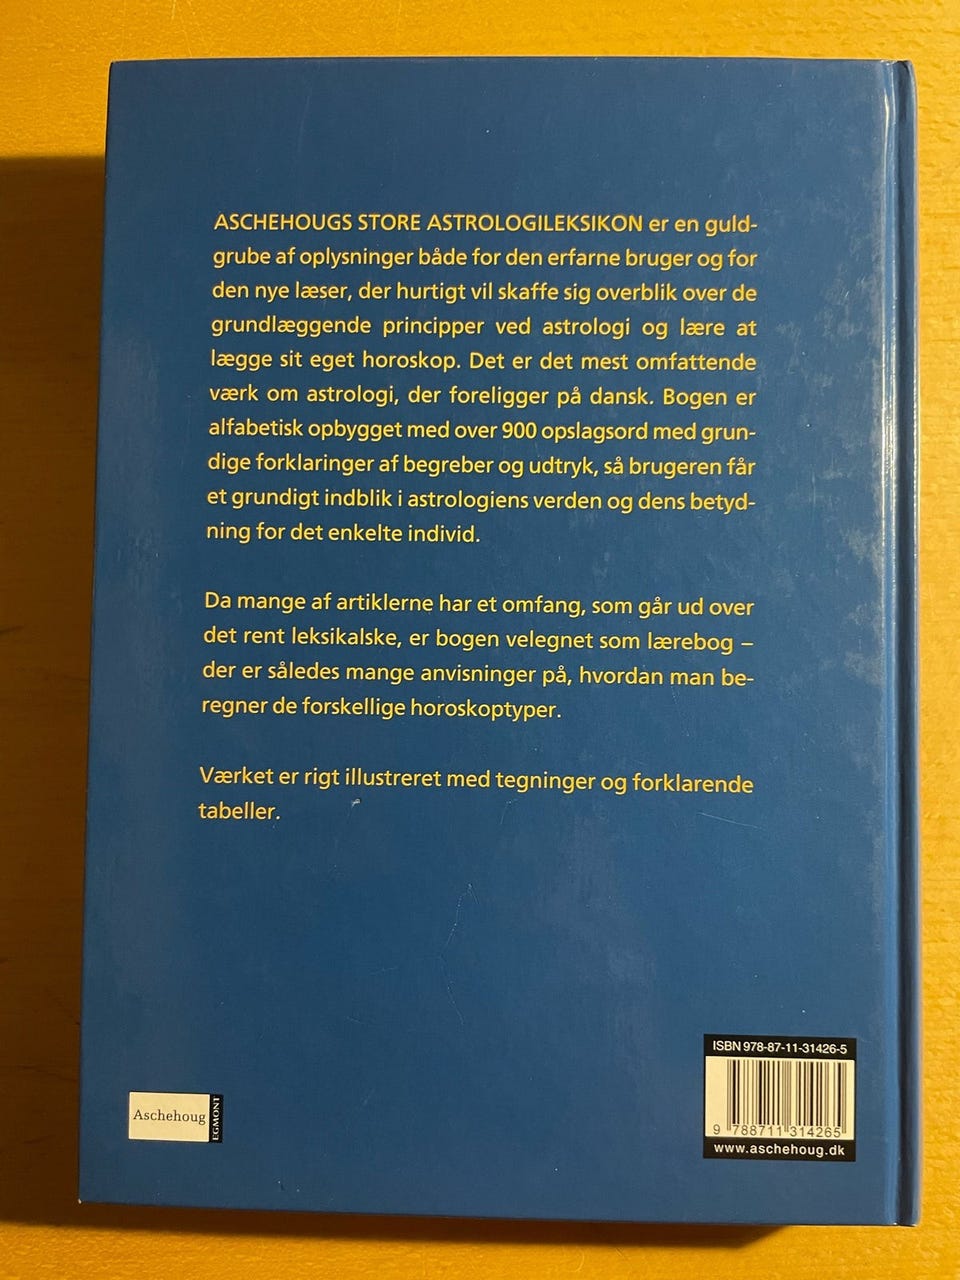 ASCHEHOUGS STORE ASTROLOGILEKSIKON er en guld-
grube af oplysninger både for den erfarne bruger og for
den nye læser, der hurtigt vil skaffe sig overblik over de
grundlæggende principper ved astrologi og lære at
lægge sit eget horoskop. Det er det mest omfattende
værk om astrologi, der foreligger på dansk. Bogen er
alfabetisk opbygget med over 900 opslagsord med grun-
dige forklaringer af begreber og udtryk, så brugeren får
et grundigt indblik i astrologiens verden og dens betyd-
ning for det enkelte individ.
Da mange af artiklerne har et omfang, som går ud over
det rent leksikalske, er bogen velegnet som lærebog –
der er således mange anvisninger på, hvordan man be-
regner de forskellige horoskoptyper.
Værket er rigt illustreret med tegninger og forklarende
tabeller.
Aschehoug
EGMONT
ISBN 978-87-11-31426-5
9 788711 314265
www.aschehoug.dk